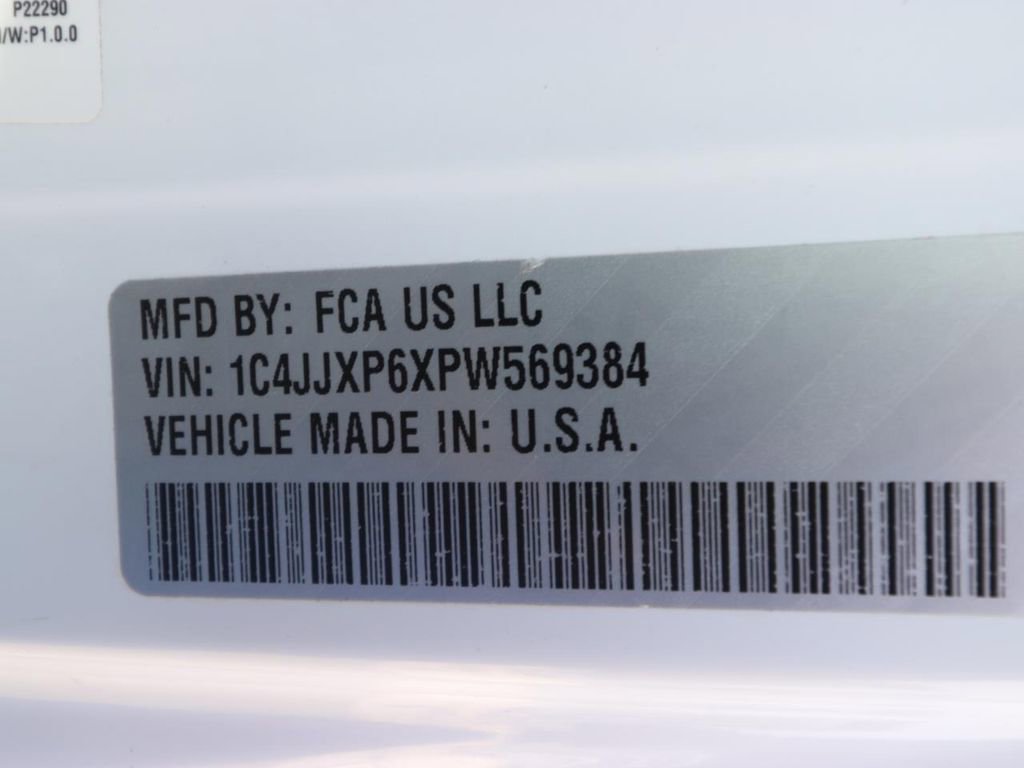 P22290
/W:P1.0.0
MFD BY: FCA US LLC
VIN: 1C4JJXP6XPW569384
VEHICLE MADE IN: U.S.A.